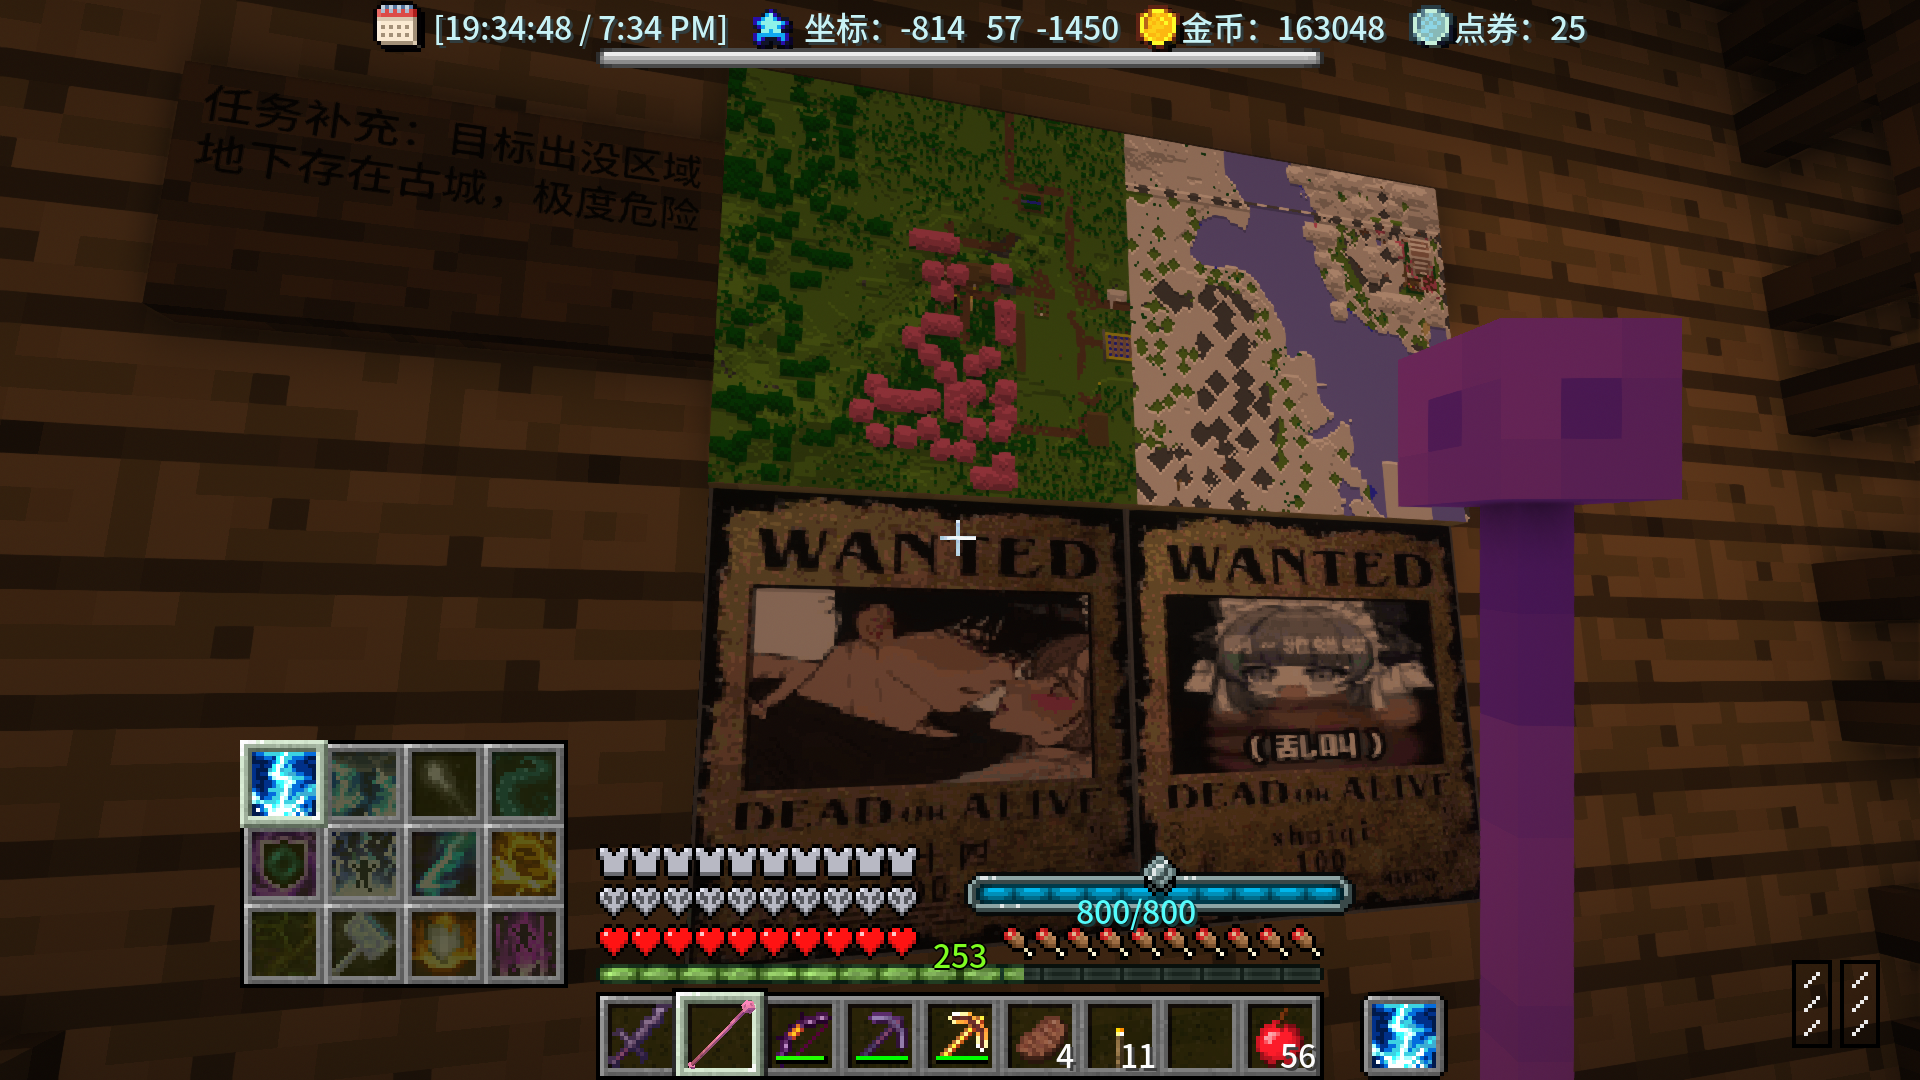 [19:34:48 / 7:34 PM] 坐标：-814 57 -1450 金币：163048 点券：25
任务补充：目标出没区域
地下存在古城，极度危险
WANTED
DEAD OR ALIVE
WANTED
(乱叫)
DEAD OR ALIVE
xhaiqi
100
800/800
253
4
11
56